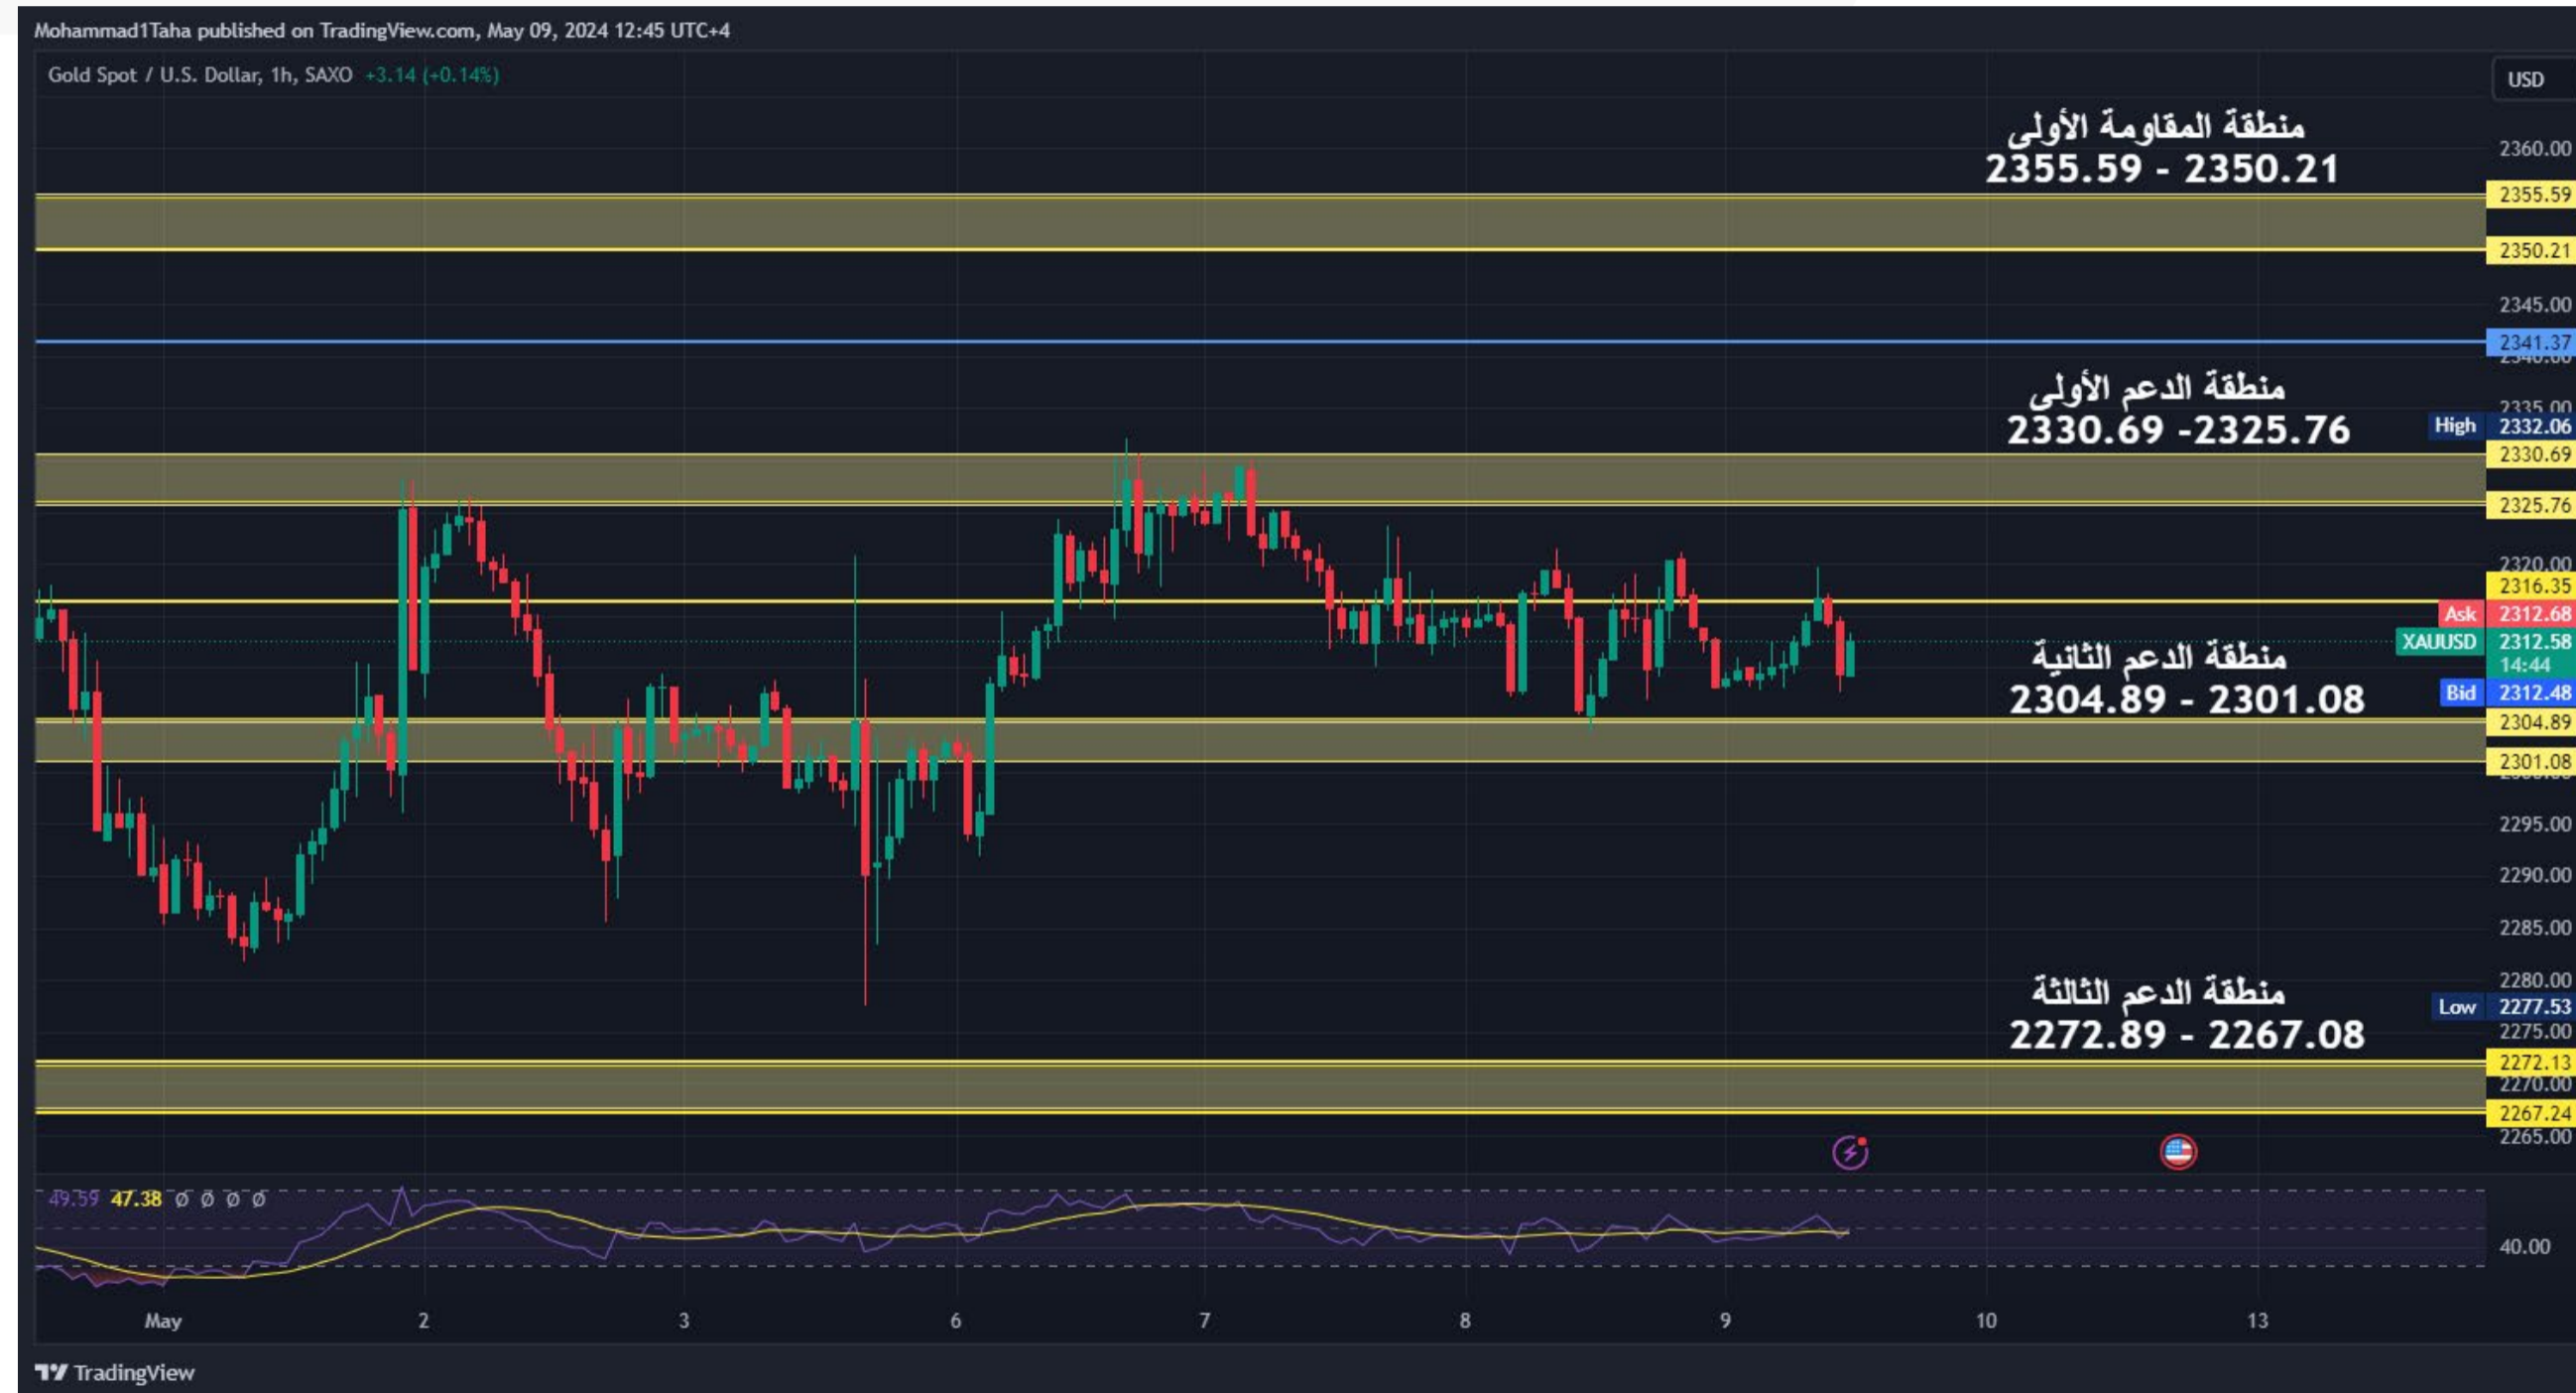 Mohammad1Taha published on TradingView.com, May 09, 2024 12:45 UTC+4
Gold Spot / U.S. Dollar, 1h, SAXO +3.14 (+0.14%)
USD
منطقة المقاومة الأولى
2355.59 - 2350.21
2360.00
2355.59
2350.21
2345.00
2341.37
منطقة الدعم الأولى
2330.69 -2325.76
2335.00
High 2332.06
2330.69
2325.76
2320.00
2316.35
Ask 2312.68
XAUUSD 2312.58
14:44
Bid 2312.48
منطقة الدعم الثانية
2304.89 - 2301.08
2304.89
2301.08
2295.00
2290.00
2285.00
2280.00
منطقة الدعم الثالثة
2272.89 - 2267.08
Low 2277.53
2275.00
2272.13
2270.00
2267.24
2265.00
49.59 47.38 Ø Ø Ø Ø
40.00
May 2 3 6 7 8 9 10 13
TradingView